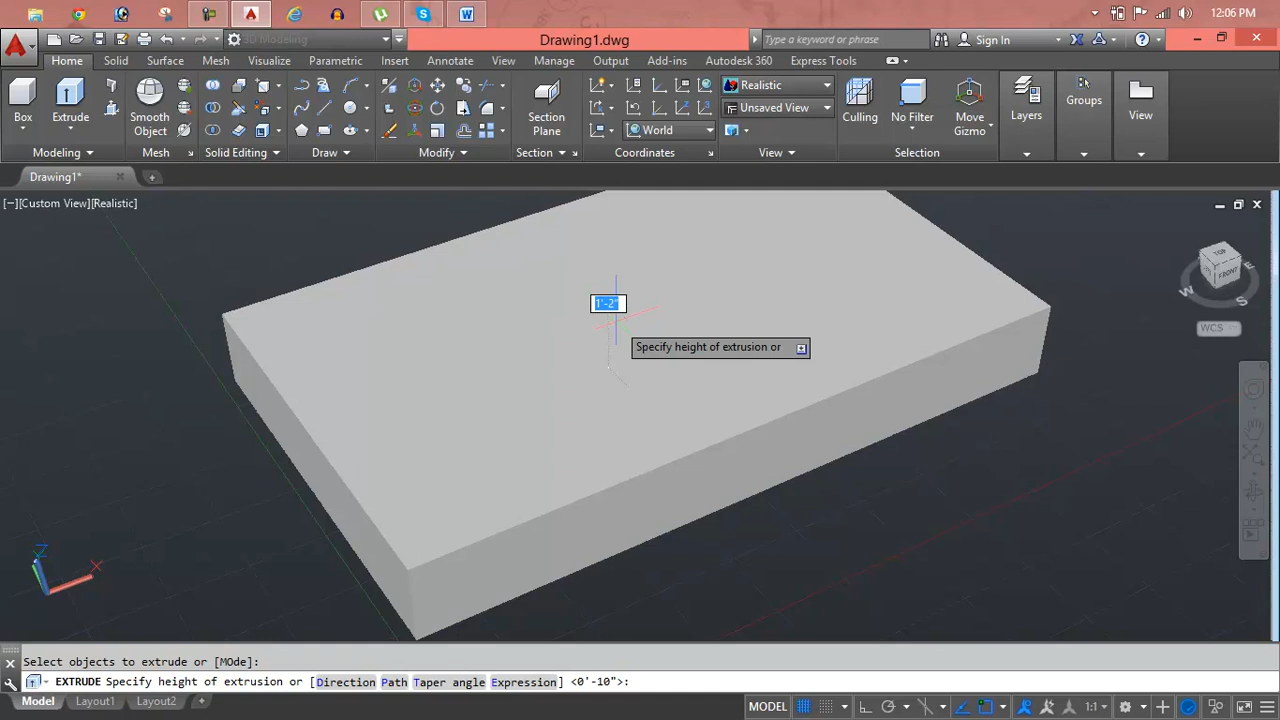 12:06 PM
3D Modeling
Drawing1.dwg
Type a keyword or phrase
Sign In
Home
Solid
Surface
Mesh
Visualize
Parametric
Insert
Annotate
View
Manage
Output
Add-ins
Autodesk 360
Express Tools
Box
Extrude
Smooth
Object
Section
Plane
Realistic
Unsaved View
World
Culling
No Filter
Move
Gizmo
Layers
Groups
View
Modeling
Mesh
Solid Editing
Draw
Modify
Section
Coordinates
View
Selection
Drawing1*
[−][Custom View][Realistic]
TOP
FRONT
E
W
S
WCS
1'-2"
Specify height of extrusion or
Z
X
Select objects to extrude or [MOde]:
EXTRUDE Specify height of extrusion or [Direction Path Taper angle Expression] <0'-10">:
Model
Layout1
Layout2
MODEL
1:1